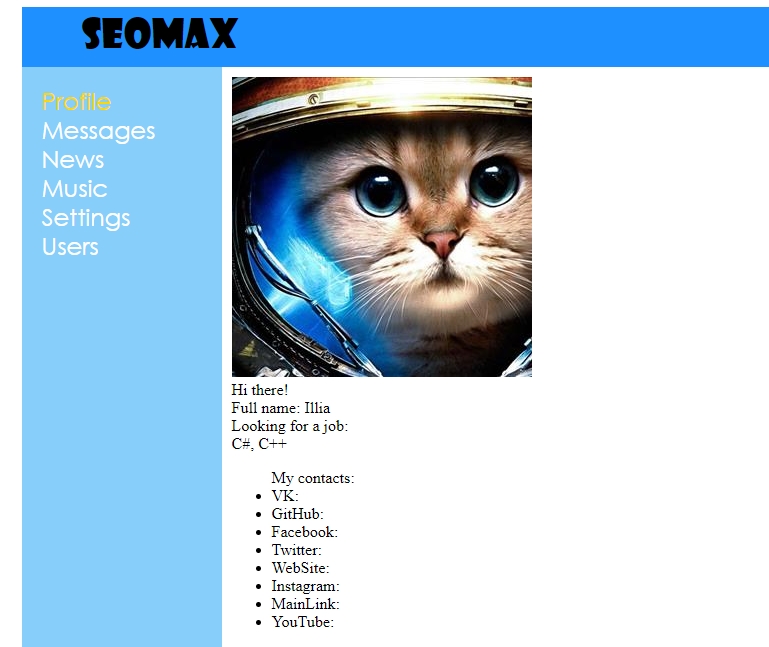 SEOMAX
Profile
Messages
News
Music
Settings
Users
Hi there!
Full name: Illia
Looking for a job:
C#, C++
My contacts:
VK:
GitHub:
Facebook:
Twitter:
WebSite:
Instagram:
MainLink:
YouTube: